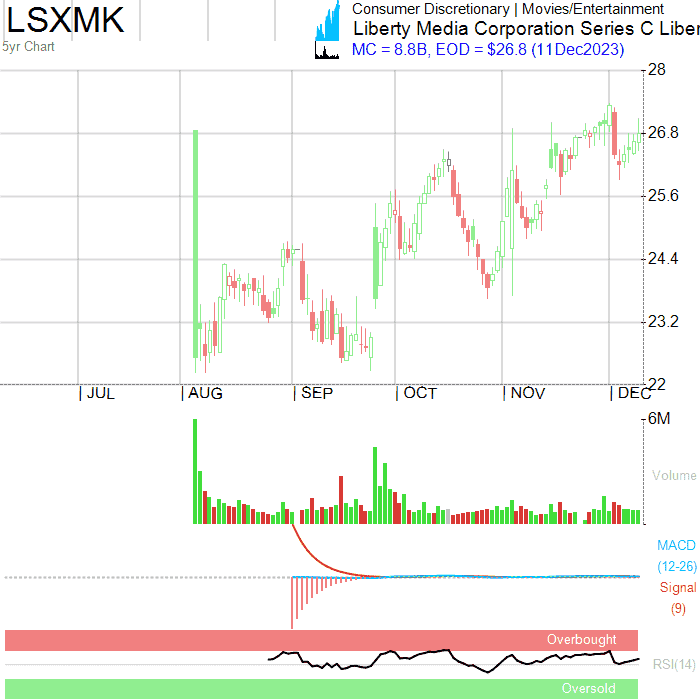 LSXMK
Consumer Discretionary | Movies/Entertainment
Liberty Media Corporation Series C Liber
5yr Chart
MC = 8.8B, EOD = $26.8 (11Dec2023)
28
26.8
25.6
24.4
23.2
22
JUL AUG SEP OCT NOV DEC
6M
Volume
MACD
(12-26)
Signal
(9)
Overbought
RSI(14)
Oversold